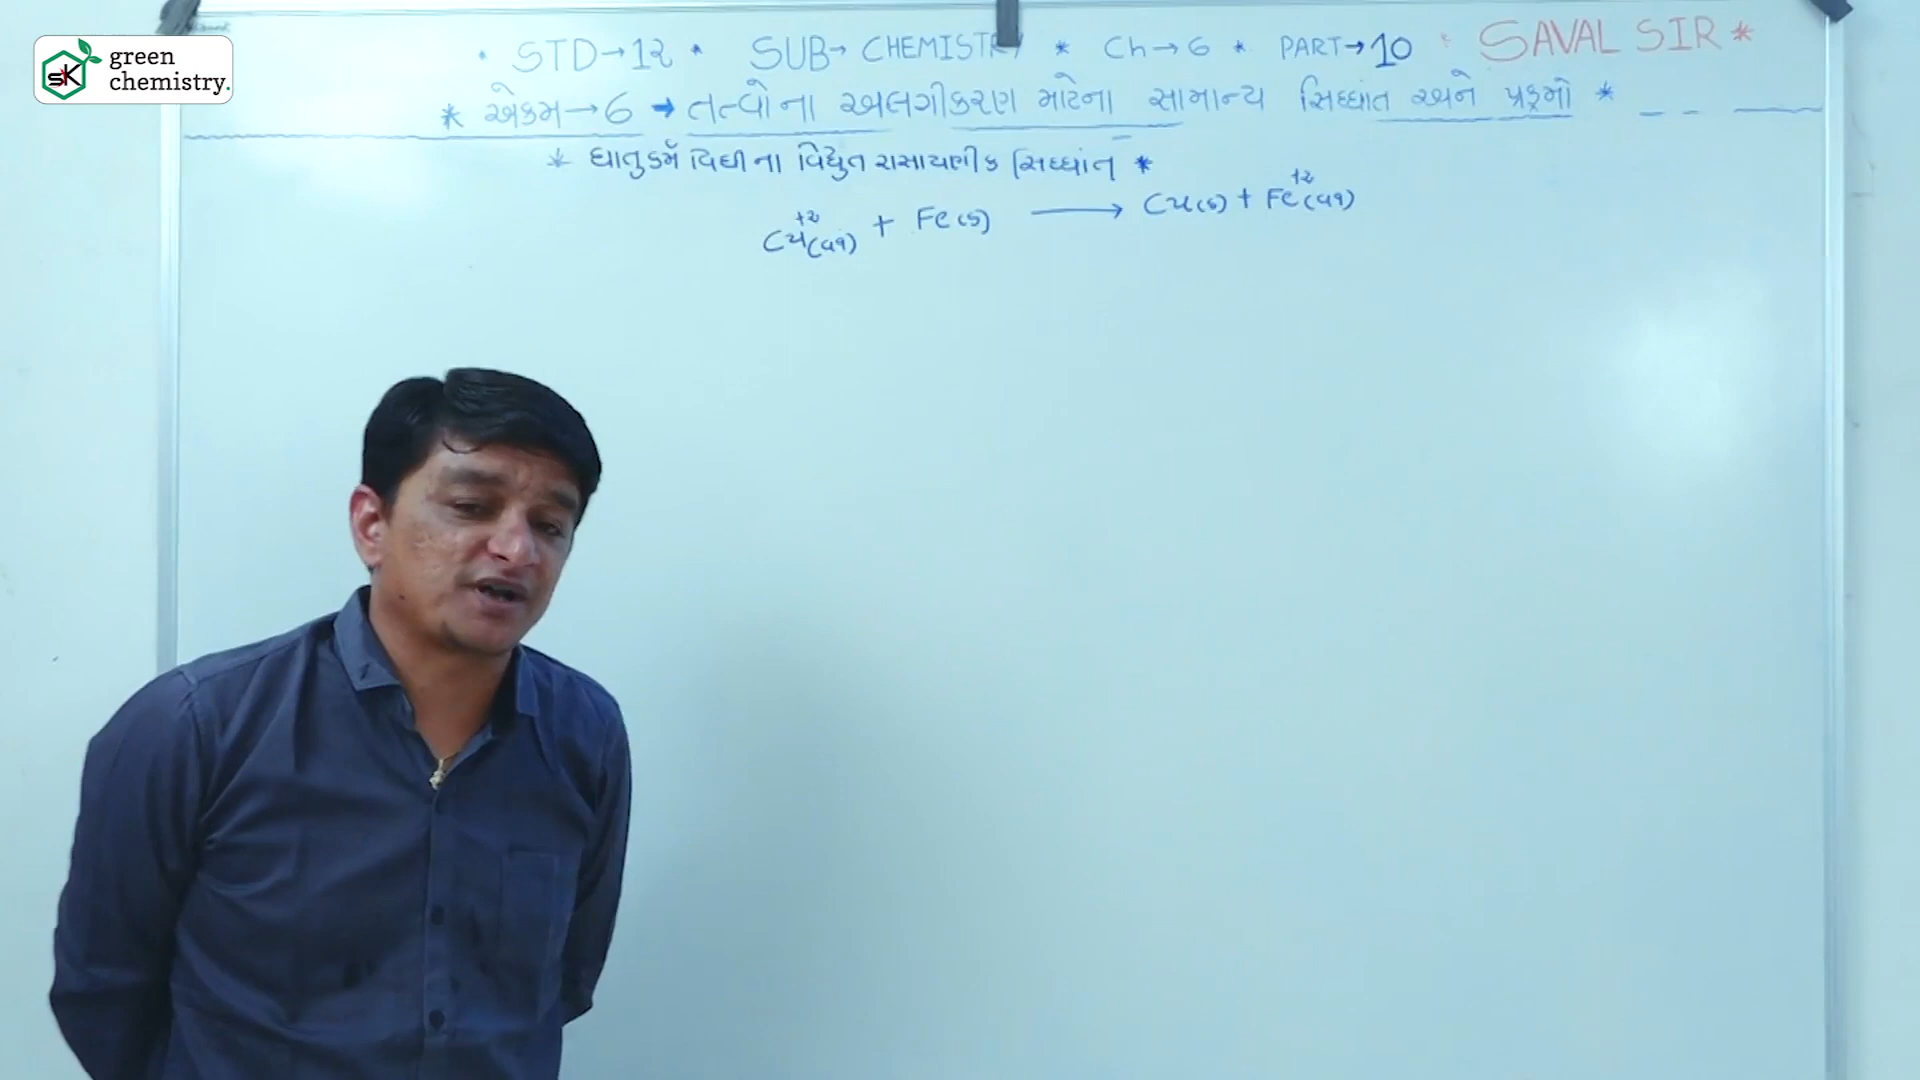 sK green
chemistry.
* STD→12 * SUB→ CHEMISTRY * Ch→6 * PART→10 * SAVAL SIR *
* એકમ→6 → તત્વોના અલગીકરણ માટેના સામાન્ય સિધ્ધાંત અને પ્રક્રમો *
* ધાતુકર્મ વિધીના વિદ્યુત રાસાયણીક સિધ્ધાંત *
Cu+2(aq) + Fe(s) ⟶ Cu(s) + Fe+2(aq)